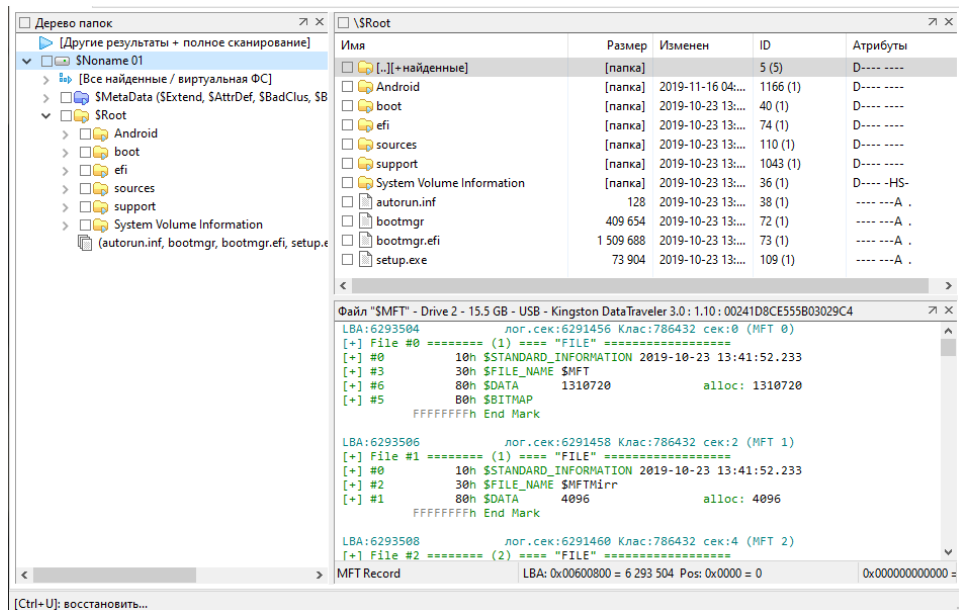 Дерево папок
[Другие результаты + полное сканирование]
$Noname 01
[Все найденные / виртуальная ФС]
$MetaData ($Extend, $AttrDef, $BadClus, $B
$Root
Android
boot
efi
sources
support
System Volume Information
(autorun.inf, bootmgr, bootmgr.efi, setup.e
\$Root
Имя Размер Изменен ID Атрибуты
[..][+найденные] [папка] 5 (5) D---- ----
Android [папка] 2019-11-16 04:... 1166 (1) D---- ----
boot [папка] 2019-10-23 13:... 40 (1) D---- ----
efi [папка] 2019-10-23 13:... 74 (1) D---- ----
sources [папка] 2019-10-23 13:... 110 (1) D---- ----
support [папка] 2019-10-23 13:... 1043 (1) D---- ----
System Volume Information [папка] 2019-10-23 13:... 36 (1) D---- -HS-
autorun.inf 128 2019-10-23 13:... 38 (1) ---- ---A .
bootmgr 409 654 2019-10-23 13:... 72 (1) ---- ---A .
bootmgr.efi 1 509 688 2019-10-23 13:... 73 (1) ---- ---A .
setup.exe 73 904 2019-10-23 13:... 109 (1) ---- ---A .
Файл "$MFT" - Drive 2 - 15.5 GB - USB - Kingston DataTraveler 3.0 : 1.10 : 00241D8CE555B03029C4
LBA:6293504 лог.сек:6291456 Клас:786432 сек:0 (MFT 0)
[+] File #0 ======== (1) ==== "FILE" ==================
[+] #0 10h $STANDARD_INFORMATION 2019-10-23 13:41:52.233
[+] #3 30h $FILE_NAME $MFT
[+] #6 80h $DATA 1310720 alloc: 1310720
[+] #5 B0h $BITMAP
FFFFFFFFh End Mark
LBA:6293506 лог.сек:6291458 Клас:786432 сек:2 (MFT 1)
[+] File #1 ======== (1) ==== "FILE" ==================
[+] #0 10h $STANDARD_INFORMATION 2019-10-23 13:41:52.233
[+] #2 30h $FILE_NAME $MFTMirr
[+] #1 80h $DATA 4096 alloc: 4096
FFFFFFFFh End Mark
LBA:6293508 лог.сек:6291460 Клас:786432 сек:4 (MFT 2)
[+] File #2 ======== (2) ==== "FILE" ==================
MFT Record LBA: 0x00600800 = 6 293 504 Pos: 0x0000 = 0 0x000000000000 =
[Ctrl+U]: восстановить...